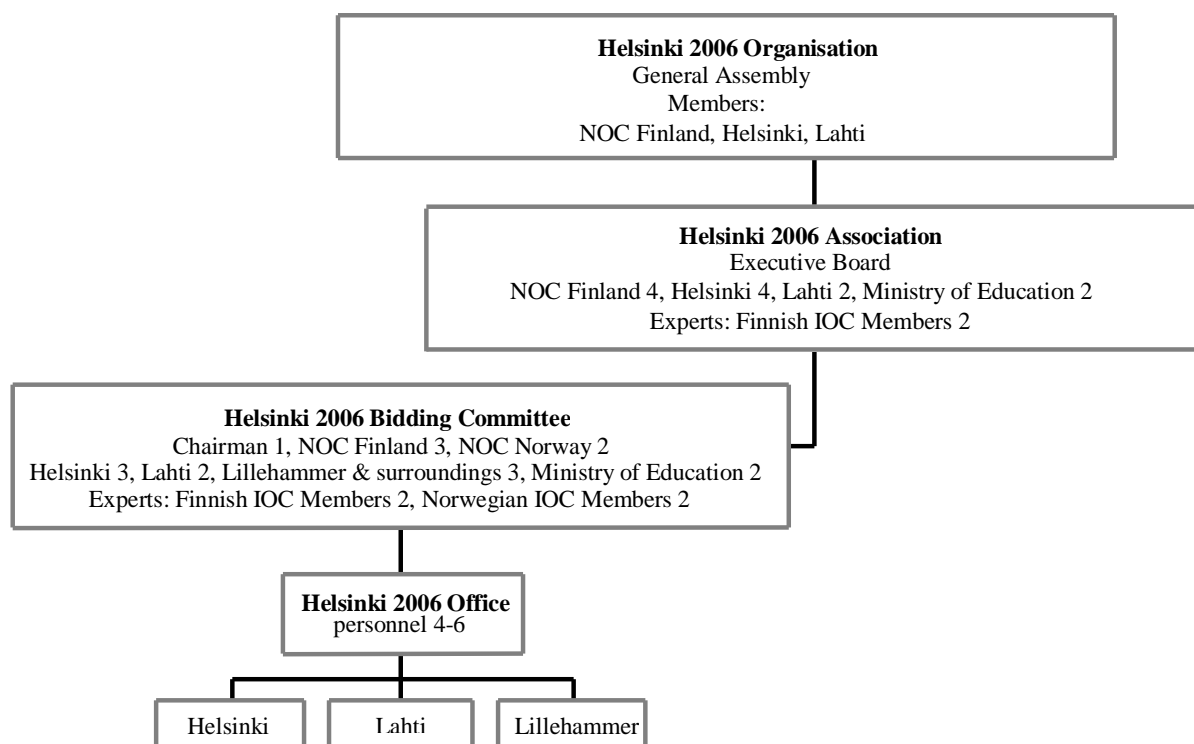 Helsinki 2006 Organisation
General Assembly
Members:
NOC Finland, Helsinki, Lahti
Helsinki 2006 Association
Executive Board
NOC Finland 4, Helsinki 4, Lahti 2, Ministry of Education 2
Experts: Finnish IOC Members 2
Helsinki 2006 Bidding Committee
Chairman 1, NOC Finland 3, NOC Norway 2
Helsinki 3, Lahti 2, Lillehammer & surroundings 3, Ministry of Education 2
Experts: Finnish IOC Members 2, Norwegian IOC Members 2
Helsinki 2006 Office
personnel 4-6
Helsinki
Lahti
Lillehammer